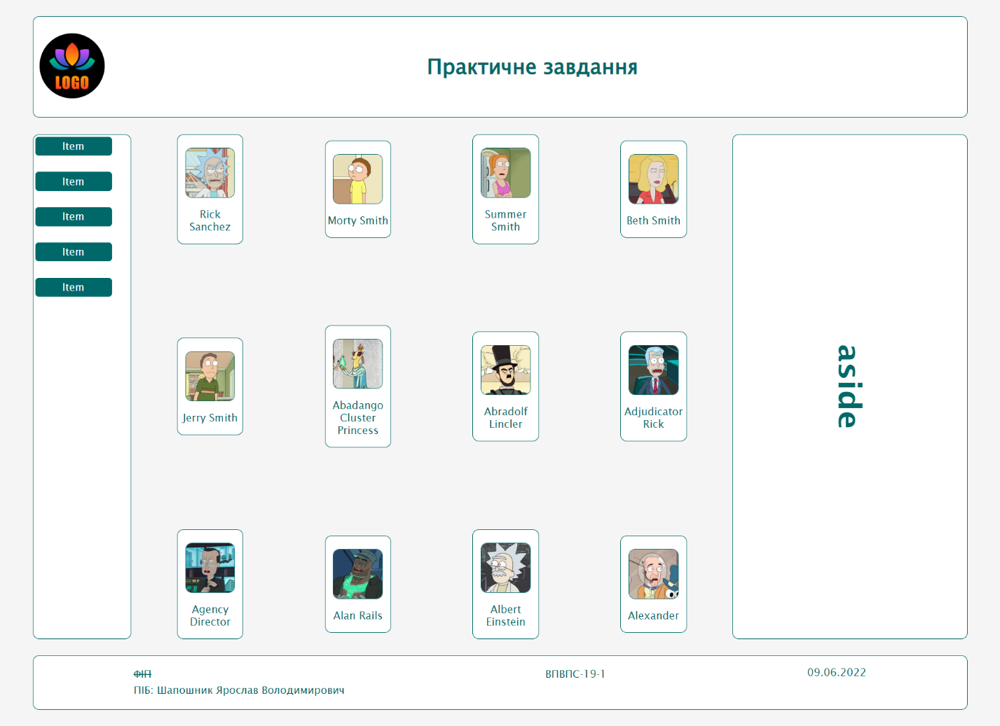 LOGO
Практичне завдання
Item
Item
Item
Item
Item
Rick
Sanchez
Morty Smith
Summer
Smith
Beth Smith
Jerry Smith
Abadango
Cluster
Princess
Abradolf
Lincler
Adjudicator
Rick
Agency
Director
Alan Rails
Albert
Einstein
Alexander
aside
ФІП
ПІБ: Шапошник Ярослав Володимирович
ВПВПС-19-1
09.06.2022